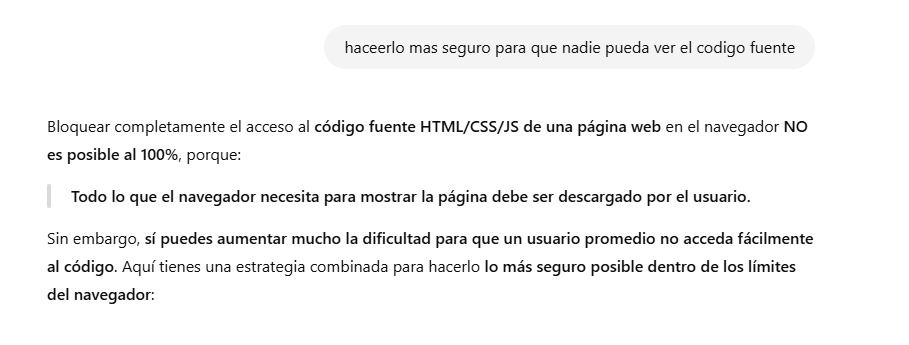 haceerlo mas seguro para que nadie pueda ver el codigo fuente
Bloquear completamente el acceso al código fuente HTML/CSS/JS de una página web en el navegador NO
es posible al 100%, porque:
Todo lo que el navegador necesita para mostrar la página debe ser descargado por el usuario.
Sin embargo, sí puedes aumentar mucho la dificultad para que un usuario promedio no acceda fácilmente
al código. Aquí tienes una estrategia combinada para hacerlo lo más seguro posible dentro de los límites
del navegador: